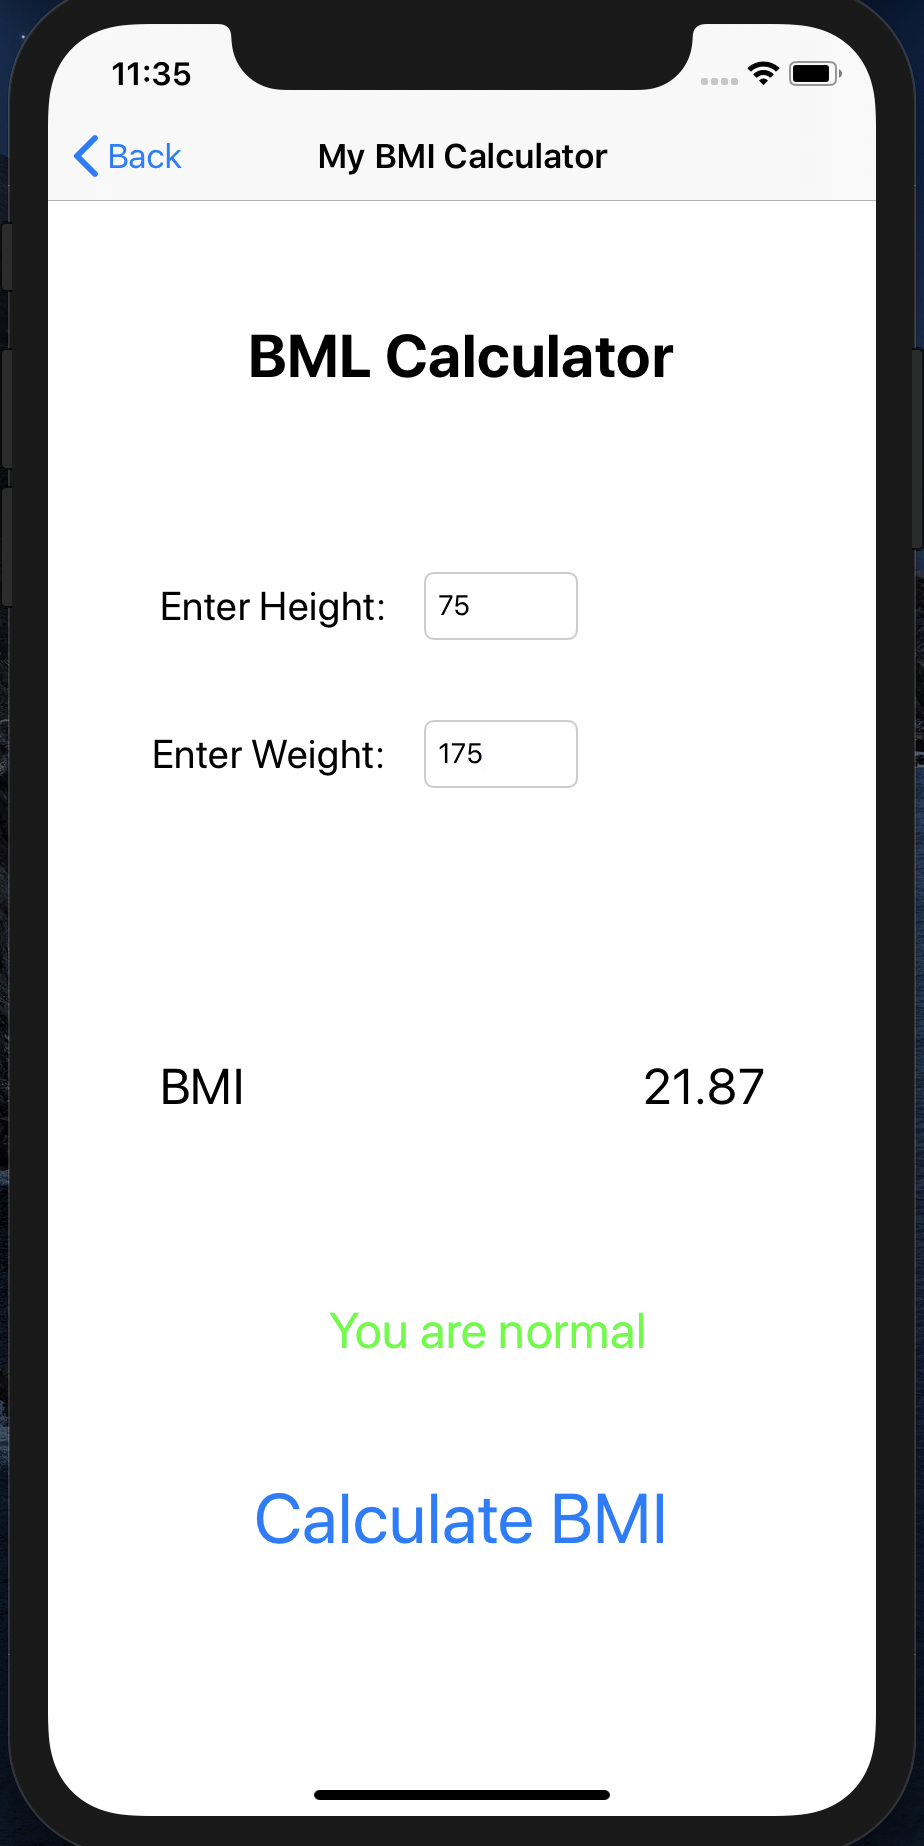 11:35
Back My BMI Calculator
BML Calculator
Enter Height: 75
Enter Weight: 175
BMI 21.87
You are normal
Calculate BMI